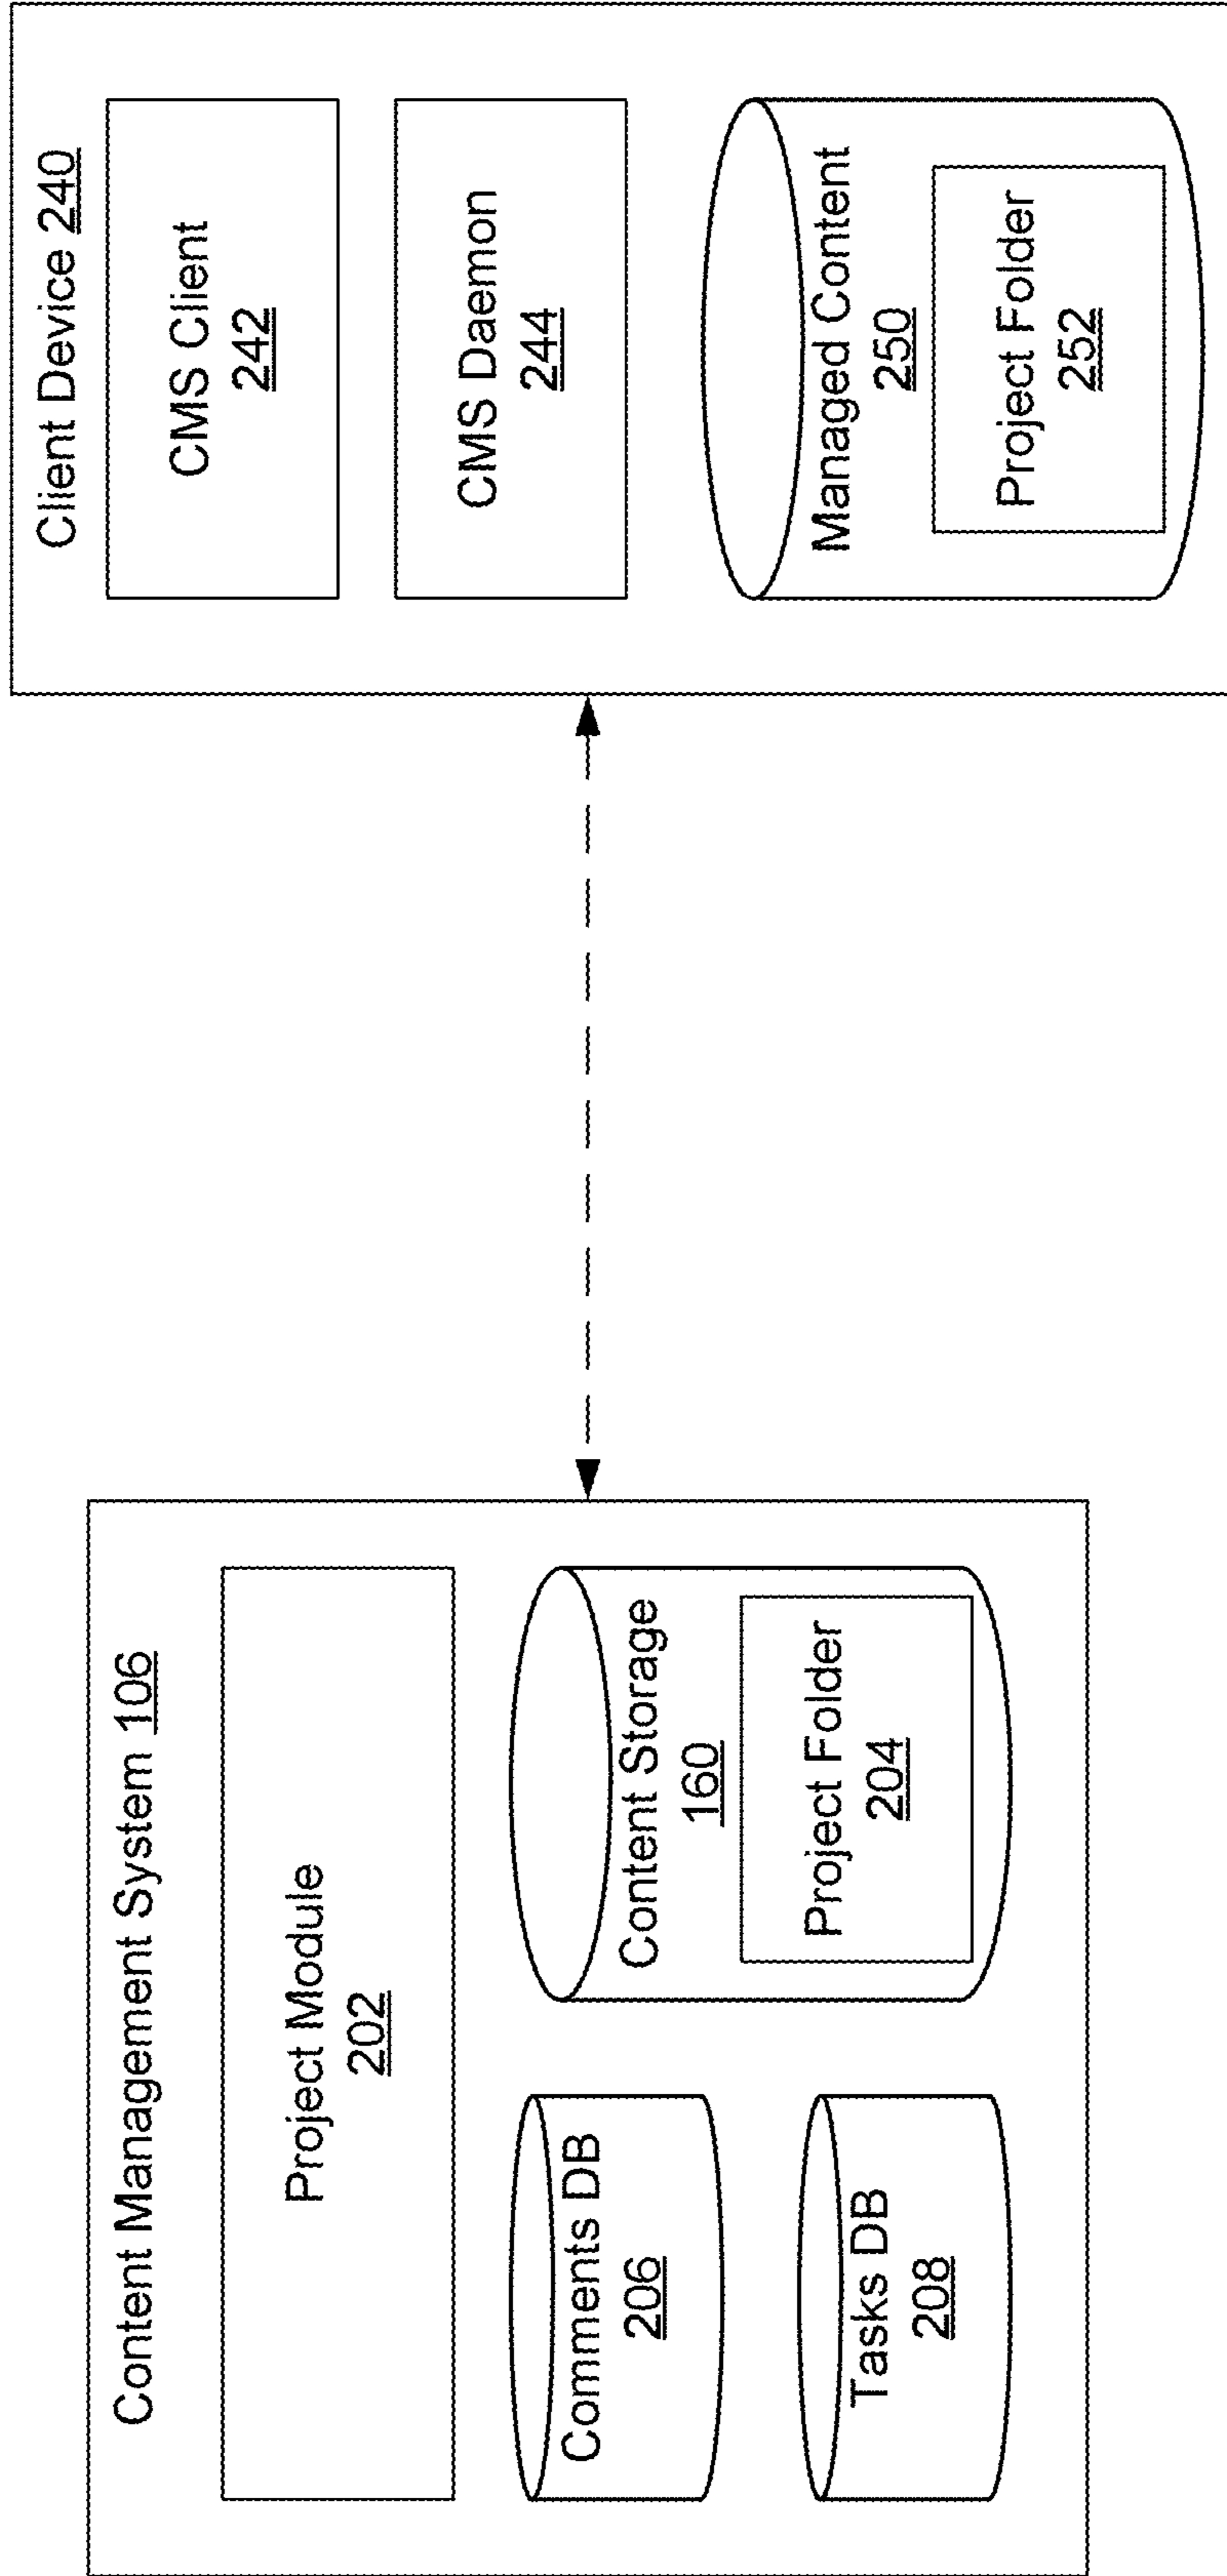 Content Management System 106
Project Module
202
Comments DB
206
Tasks DB
208
Content Storage
160
Project Folder
204
Client Device 240
CMS Client
242
CMS Daemon
244
Managed Content
250
Project Folder
252